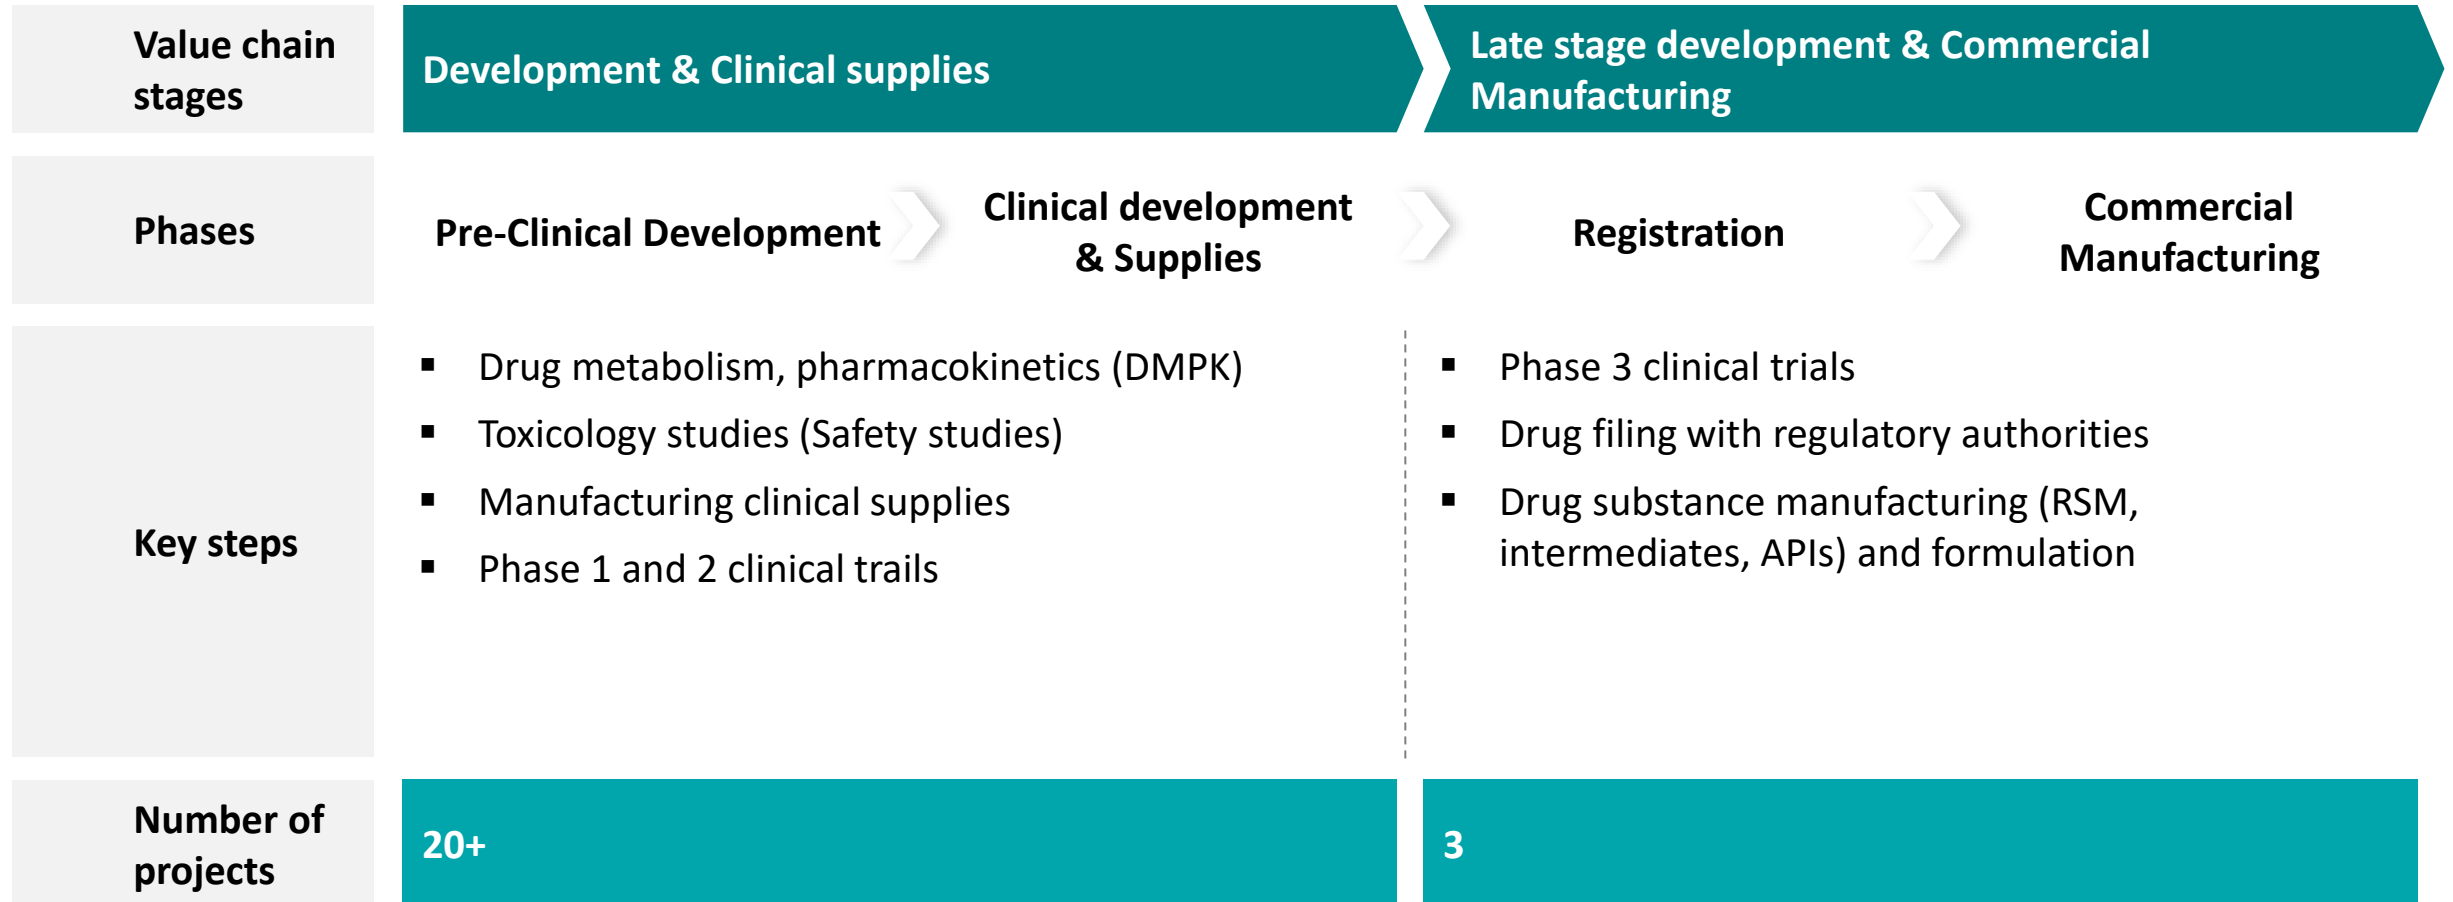 Value chain
stages
Development & Clinical supplies
Late stage development & Commercial
Manufacturing
Phases
Pre-Clinical Development
Clinical development
& Supplies
Registration
Commercial
Manufacturing
Key steps
▪ Drug metabolism, pharmacokinetics (DMPK)
▪ Toxicology studies (Safety studies)
▪ Manufacturing clinical supplies
▪ Phase 1 and 2 clinical trails
▪ Phase 3 clinical trials
▪ Drug filing with regulatory authorities
▪ Drug substance manufacturing (RSM,
intermediates, APIs) and formulation
Number of
projects
20+
3